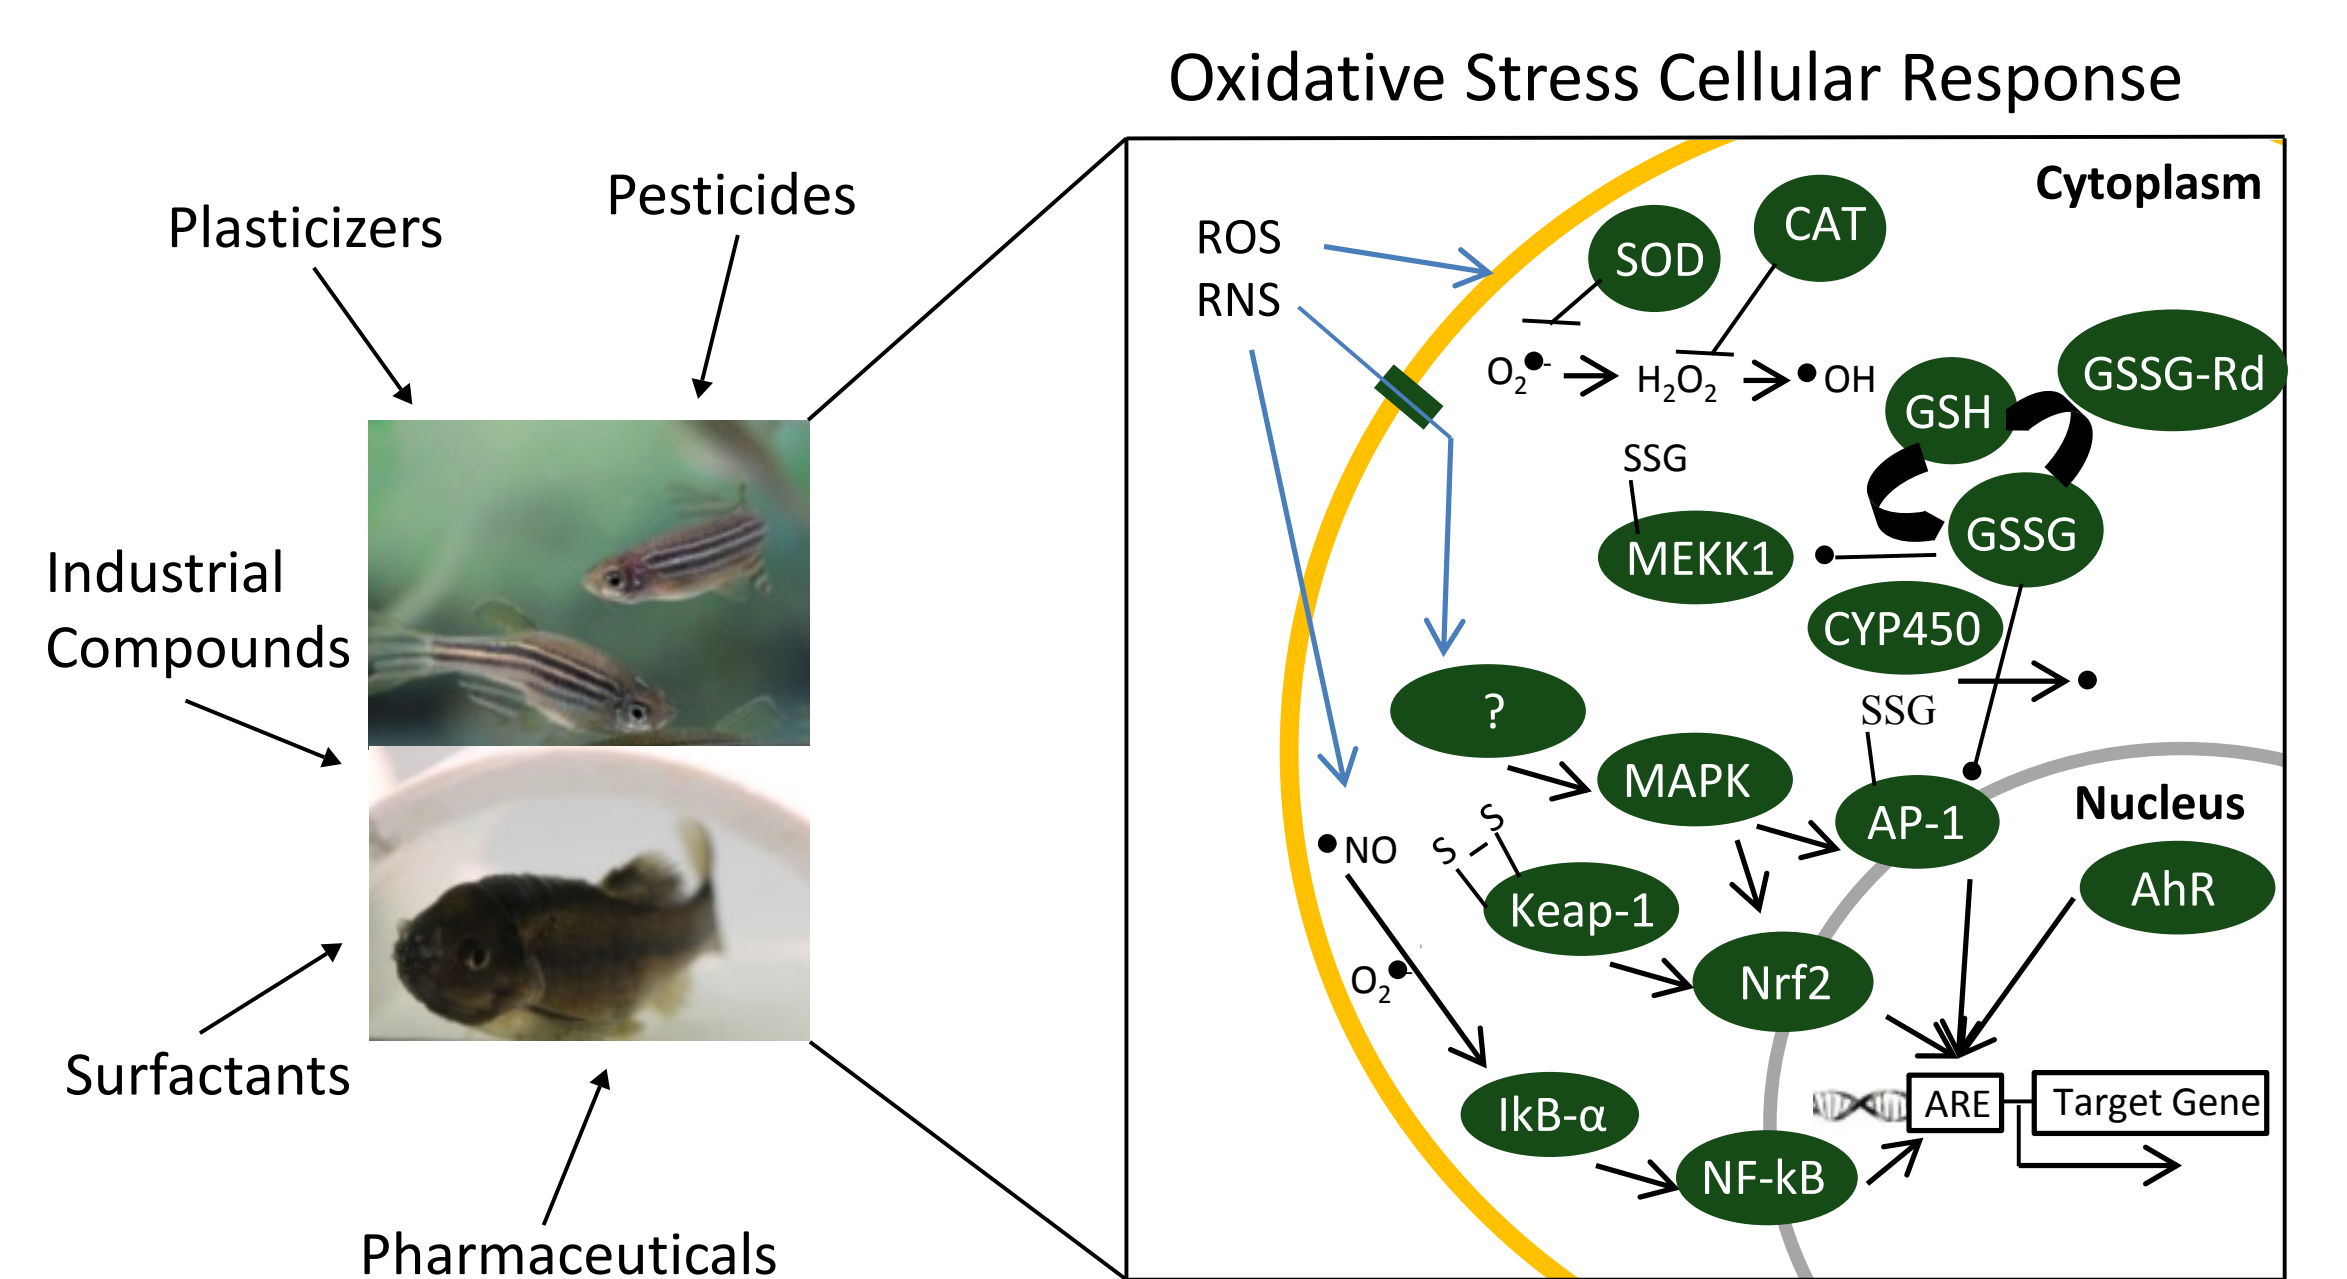 Oxidative Stress Cellular Response
Plasticizers
Pesticides
Industrial
Compounds
Surfactants
Pharmaceuticals
Cytoplasm
ROS
RNS
SOD
CAT
O₂●-
H₂O₂
●OH
GSH
GSSG-Rd
SSG
MEKK1
GSSG
CYP450
SSG
?
MAPK
AP-1
Nucleus
AhR
●NO
S–S
Keap-1
O₂●-
Nrf2
IkB-α
NF-kB
ARE
Target Gene